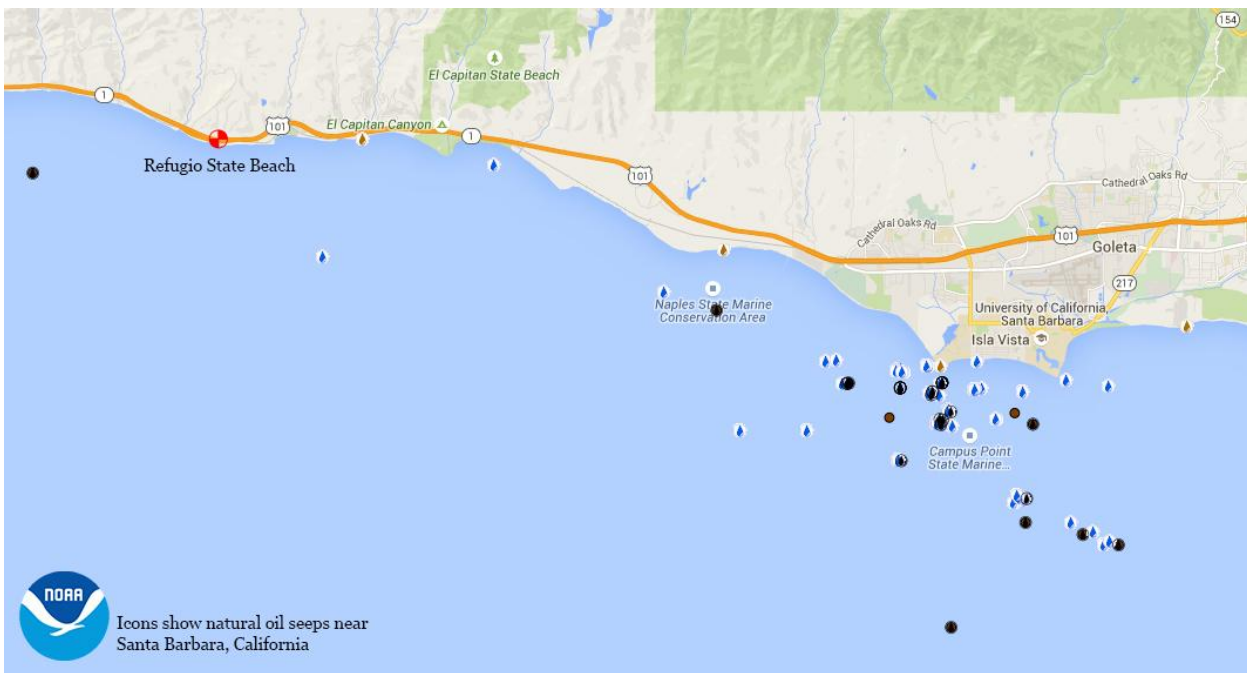 154
El Capitan State Beach
1
101
El Capitan Canyon
1
Refugio State Beach
101
Cathedral Oaks Rd
Cathedral Oaks Rd
101
Goleta
217
Naples State Marine
Conservation Area
University of California,
Santa Barbara
Isla Vista
Campus Point
State Marine...
NOAA
Icons show natural oil seeps near
Santa Barbara, California